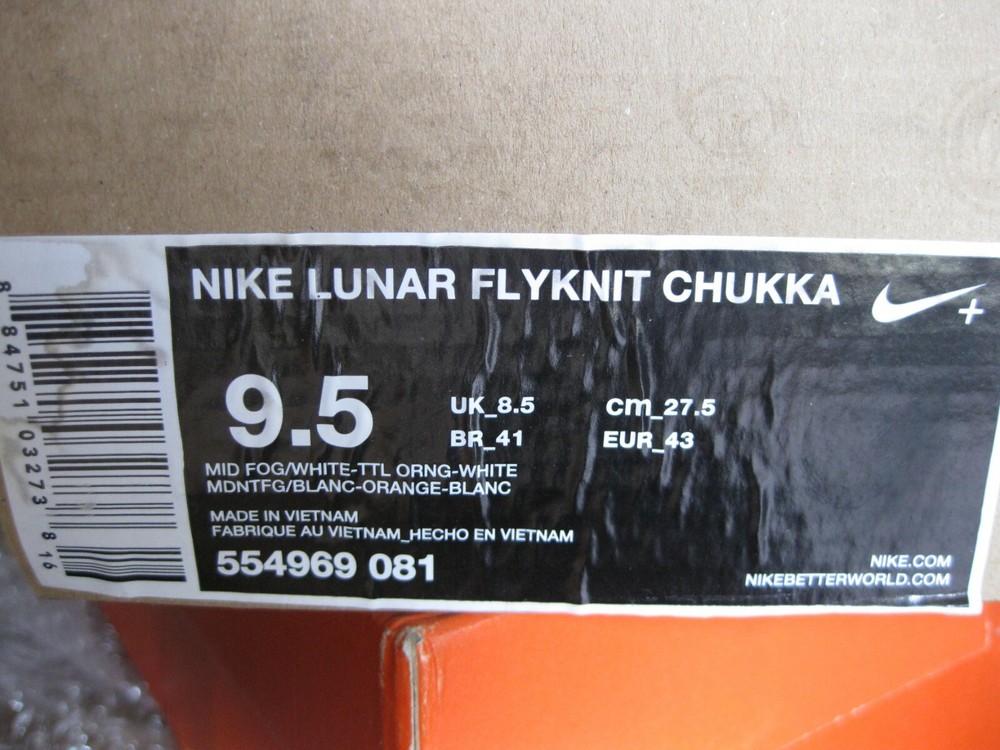 NIKE LUNAR FLYKNIT CHUKKA
+
9.5
UK_8.5
cm_27.5
BR_41
EUR_43
MID FOG/WHITE-TTL ORNG-WHITE
MDNTFG/BLANC-ORANGE-BLANC
MADE IN VIETNAM
FABRIQUE AU VIETNAM_HECHO EN VIETNAM
554969 081
NIKE.COM
NIKEBETTERWORLD.COM
8 84751 03273 816